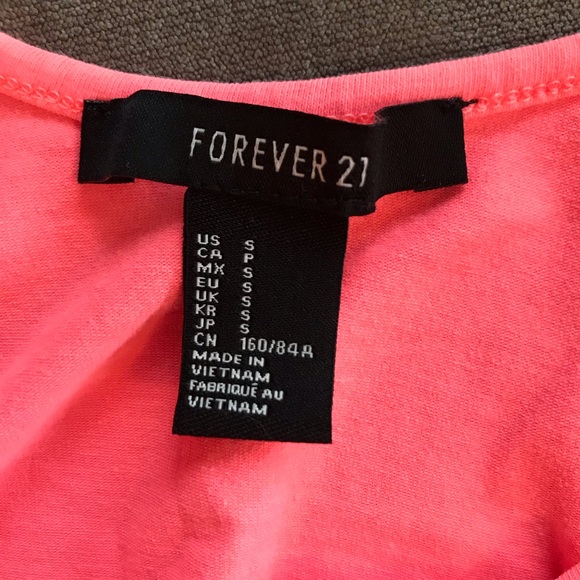 FOREVER 21
US S
CA P
MX S
EU S
UK S
KR S
JP S
CN 160/84A
MADE IN
VIETNAM
FABRIQUÉ AU
VIETNAM